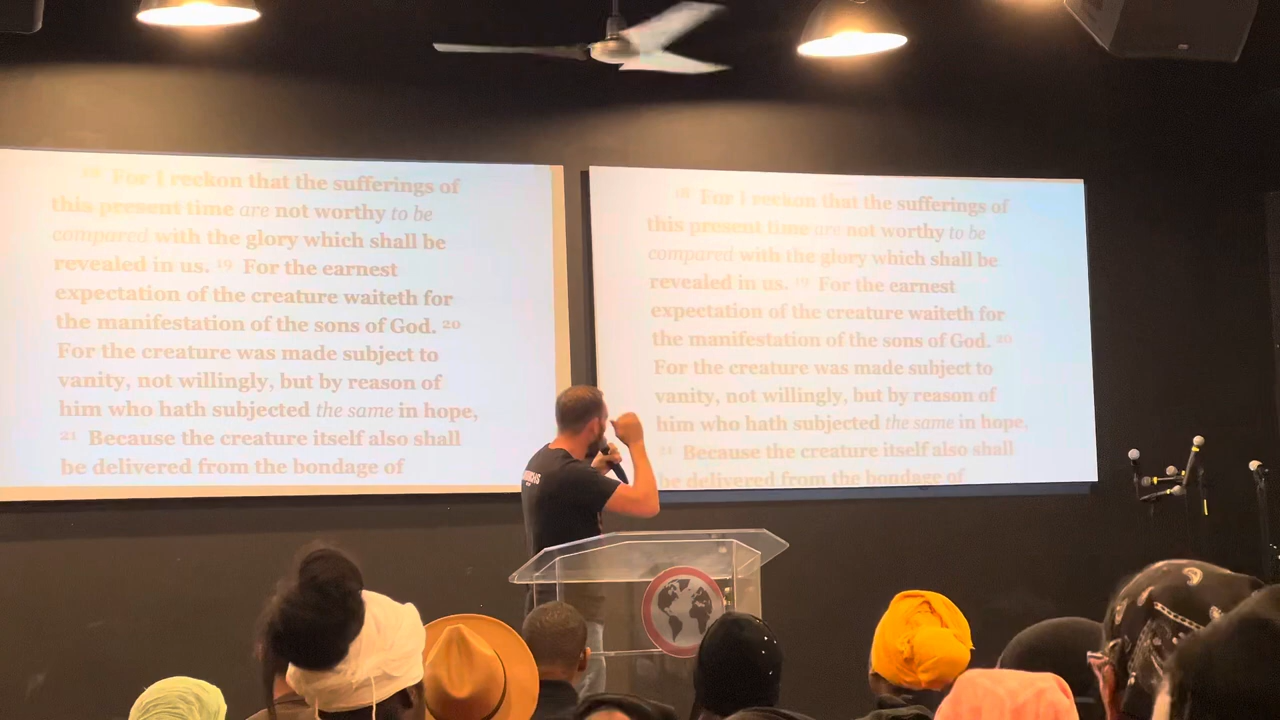 18 For I reckon that the sufferings of
this present time are not worthy to be
compared with the glory which shall be
revealed in us. 19 For the earnest
expectation of the creature waiteth for
the manifestation of the sons of God. 20
For the creature was made subject to
vanity, not willingly, but by reason of
him who hath subjected the same in hope,
21 Because the creature itself also shall
be delivered from the bondage of
18 For I reckon that the sufferings of
this present time are not worthy to be
compared with the glory which shall be
revealed in us. 19 For the earnest
expectation of the creature waiteth for
the manifestation of the sons of God. 20
For the creature was made subject to
vanity, not willingly, but by reason of
him who hath subjected the same in hope,
21 Because the creature itself also shall
be delivered from the bondage of